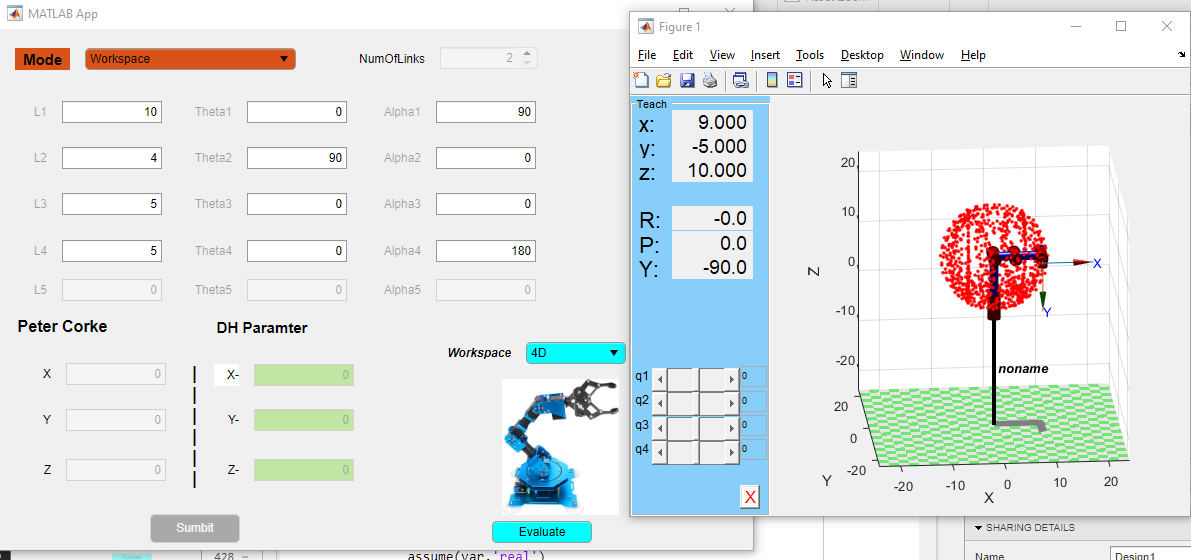 MATLAB App
Mode
Workspace
NumOfLinks
2
L1
10
Theta1
0
Alpha1
90
L2
4
Theta2
90
Alpha2
0
L3
5
Theta3
0
Alpha3
0
L4
5
Theta4
0
Alpha4
180
L5
0
Theta5
0
Alpha5
0
Peter Corke
DH Paramter
Workspace
4D
X
0
X-
0
Y
0
Y-
0
Z
0
Z-
0
Sumbit
Evaluate
428
assume(var,'real')
Figure 1
File Edit View Insert Tools Desktop Window Help
Teach
x: 9.000
y: -5.000
z: 10.000
R: -0.0
P: 0.0
Y: -90.0
q1 0
q2 0
q3 0
q4 0
X
20
10
0
-10
-20
Z
X
Y
noname
20
0
-20
Y
-20
-10
0
10
20
X
SHARING DETAILS
Name
Design1